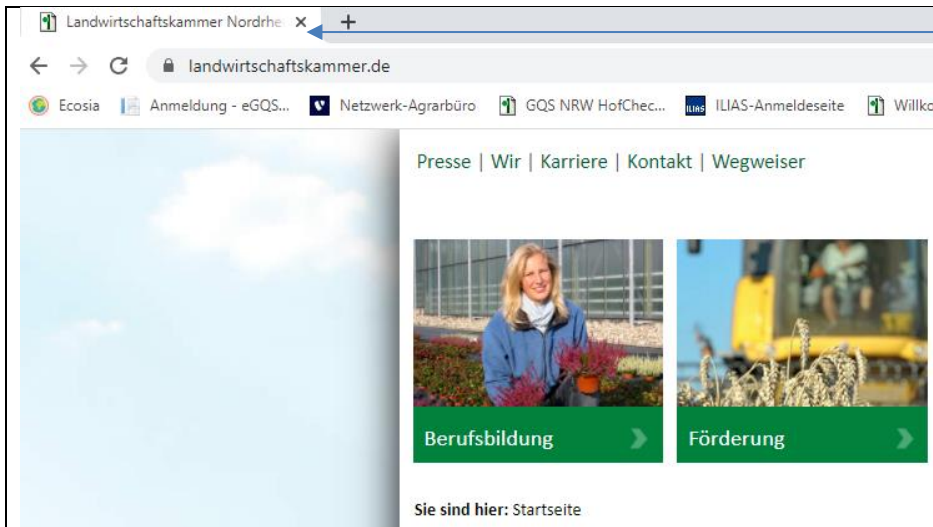 Landwirtschaftskammer Nordrhe
landwirtschaftskammer.de
Ecosia Anmeldung - eGQS... Netzwerk-Agrarbüro GQS NRW HofChec... ILIAS ILIAS-Anmeldeseite Willko
Presse | Wir | Karriere | Kontakt | Wegweiser
Berufsbildung Förderung
Sie sind hier: Startseite